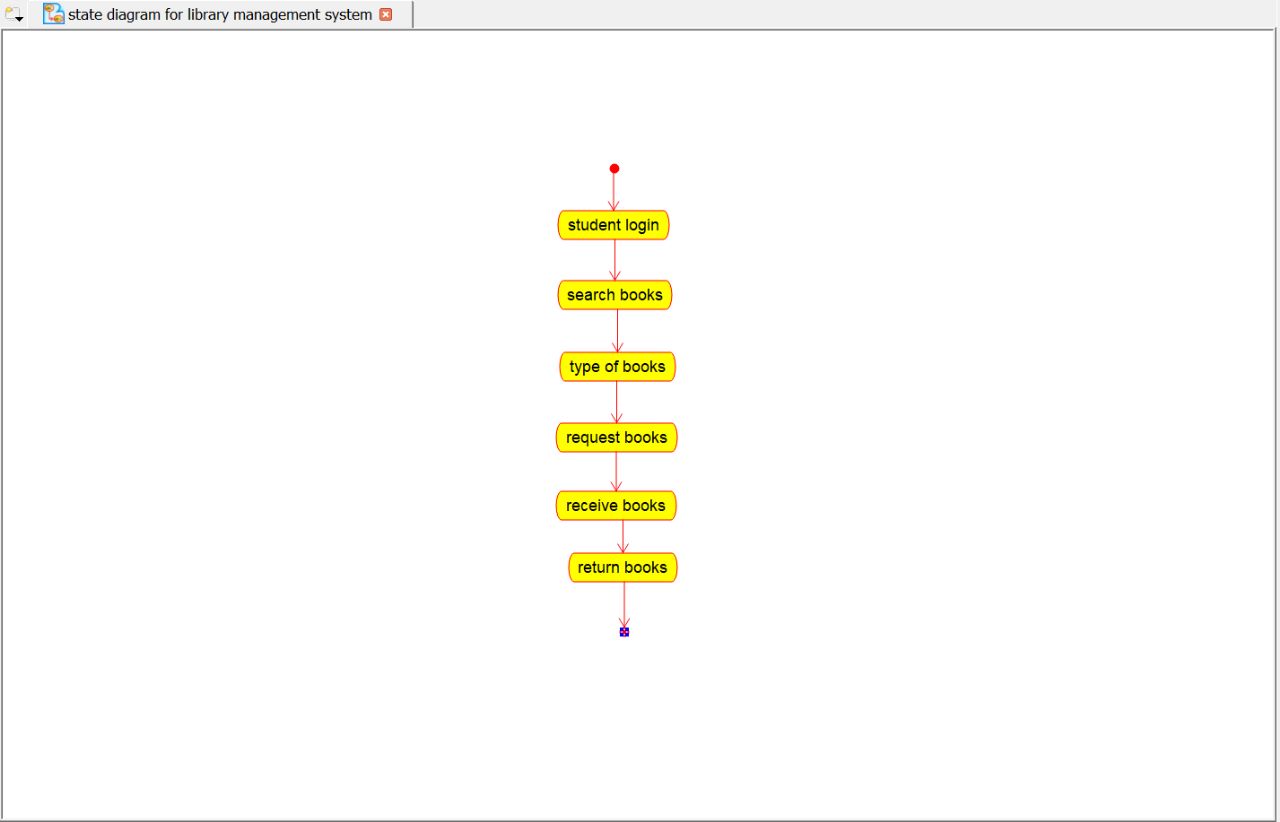 state diagram for library management system
student login
search books
type of books
request books
receive books
return books